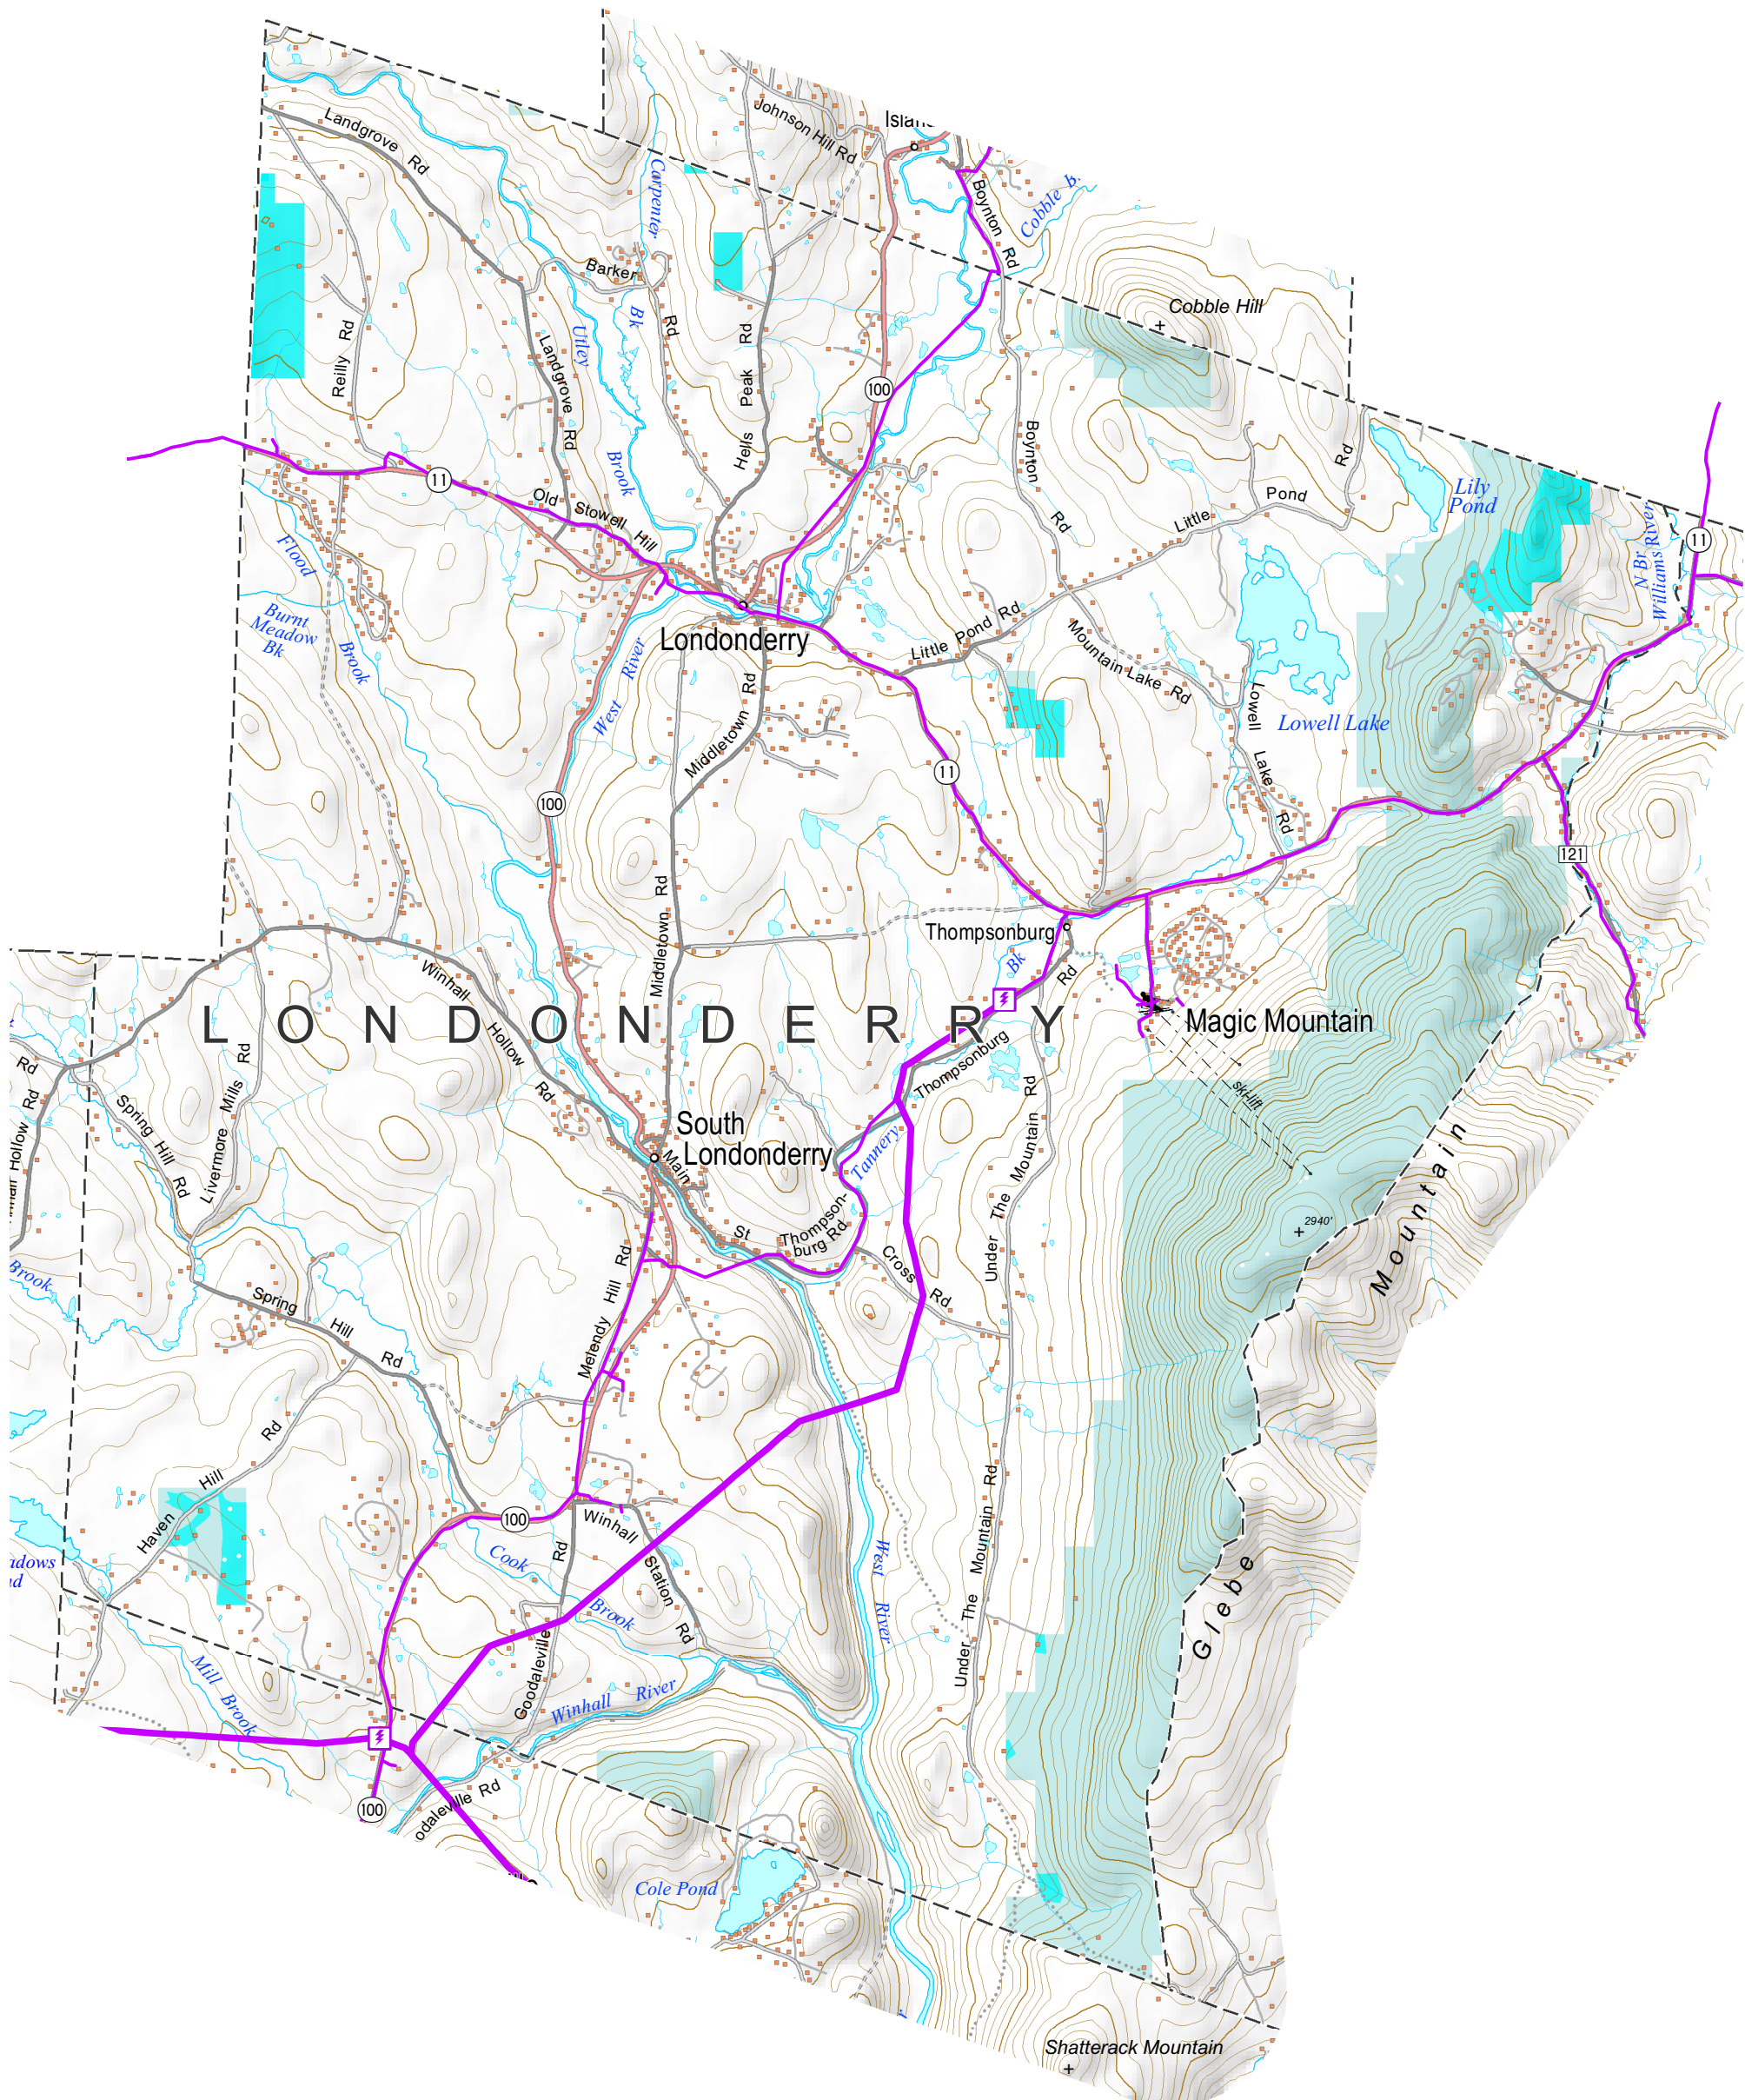 Johnson Hill Rd
Landgrove Rd
Carpenter
Bk
Boynton Rd
Cobble B
Barker
Rd
Cobble Hill
Utley
Brook
Reilly Rd
Landgrove Rd
Hells Peak Rd
100
Boynton
Rd
11
Old Stowell Hill
Little Pond
Rd
Lily
Pond
N Br
Williams River
11
Flood
Brook
Burnt
Meadow
Bk
Londonderry
West River
Little Pond Rd
Mountain Lake Rd
Lowell
Lake
Rd
Lowell Lake
Middletown Rd
11
100
121
Middletown Rd
Thompsonburg
Bk
Rd
Winhall
Hollow
Rd
LONDONDERRY
Magic Mountain
Thompsonburg
ski-lift
Rd
Hollow Rd
Spring Hill Rd
Livermore Mills Rd
South
Londonderry
Main
St
Tannery
Thompson-
burg Rd
Under The Mountain Rd
2940'
Mountain
Cross Rd
Brook
Spring
Hill
Rd
Melendy Hill Rd
Haven Hill Rd
100
Winhall
Station
Rd
Cook
Brook
Goodaleville
Rd
West
River
Under The Mountain Rd
Glebe
Mill Brook
Winhall River
100
odaleville Rd
Cole Pond
Shatterack Mountain